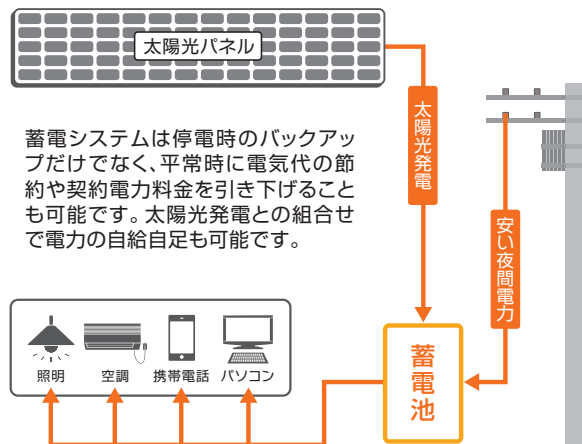 太陽光パネル
太陽光発電
蓄電システムは停電時のバックアッ
プだけでなく、平常時に電気代の節
約や契約電力料金を引き下げること
も可能です。太陽光発電との組合せ
で電力の自給自足も可能です。
安い夜間電力
照明
空調
携帯電話
パソコン
蓄電池